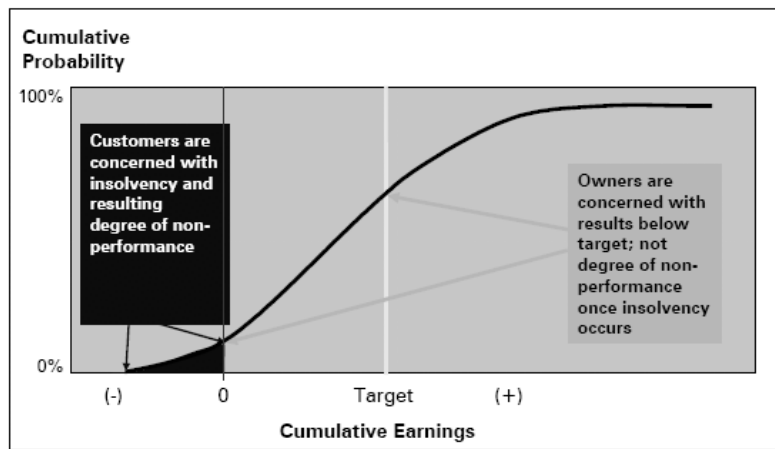 Cumulative
Probability
100%
Customers are
concerned with
insolvency and
resulting
degree of non-
performance
Owners are
concerned with
results below
target; not
degree of non-
performance
once insolvency
occurs
0%
(-)
0
Target
(+)
Cumulative Earnings